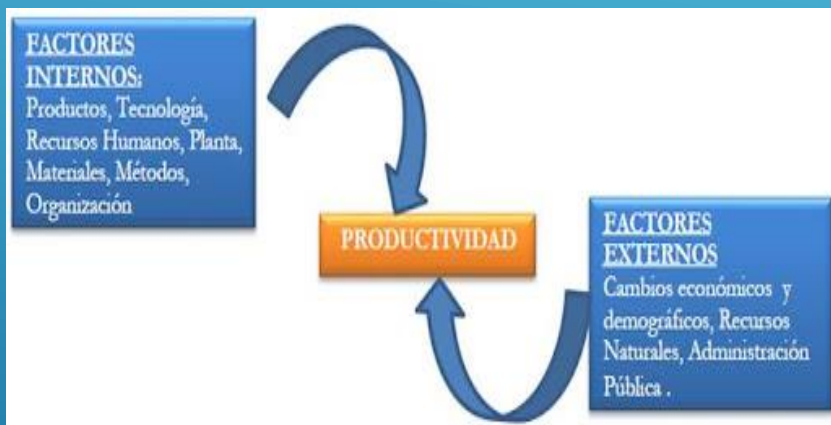 FACTORES
INTERNOS:
Productos, Tecnología,
Recursos Humanos, Planta,
Materiales, Métodos,
Organización
PRODUCTIVIDAD
FACTORES
EXTERNOS
Cambios económicos y
demográficos, Recursos
Naturales, Administración
Pública .